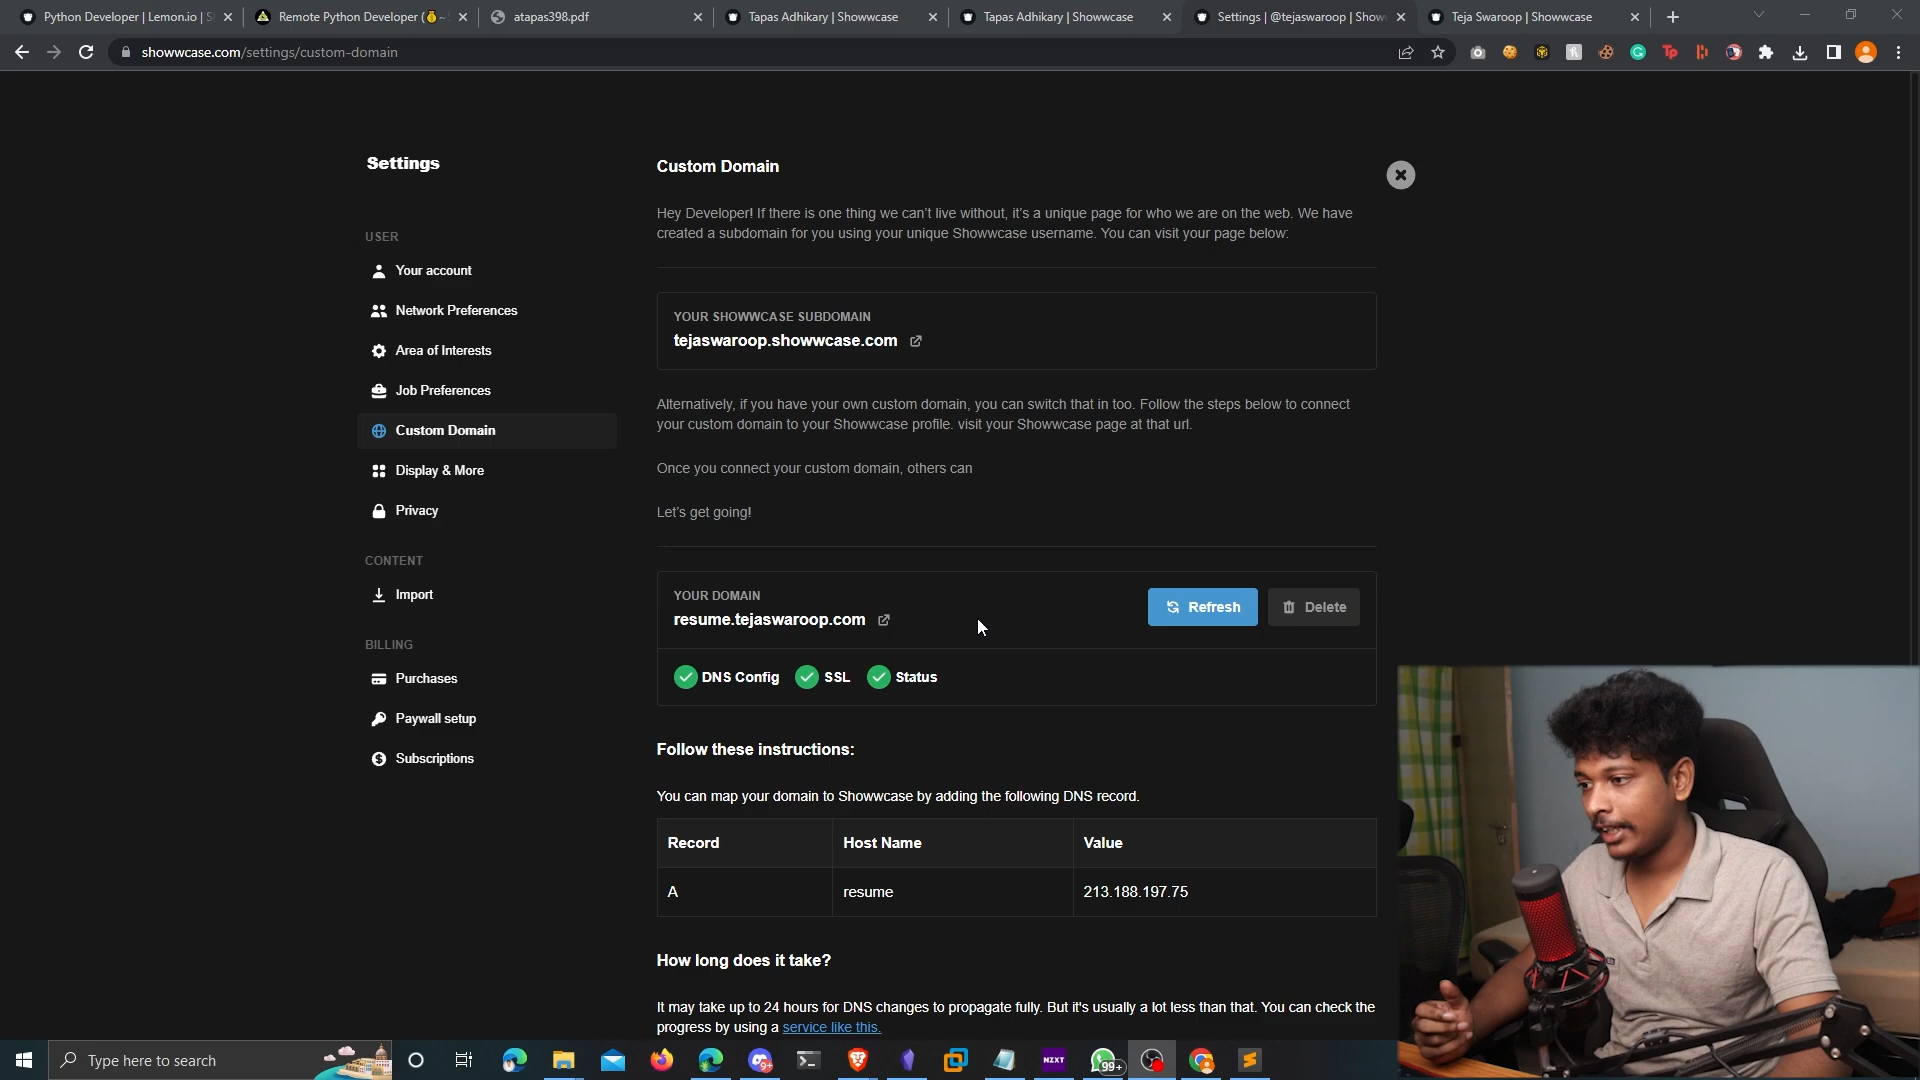 Python Developer | Lemon.io | S
Remote Python Developer (
atapas398.pdf
Tapas Adhikary | Showwcase
Tapas Adhikary | Showwcase
Settings | @tejaswaroop | Show
Teja Swaroop | Showwcase
showwcase.com/settings/custom-domain
Settings
USER
Your account
Network Preferences
Area of Interests
Job Preferences
Custom Domain
Display & More
Privacy
CONTENT
Import
BILLING
Purchases
Paywall setup
Subscriptions
Custom Domain
Hey Developer! If there is one thing we can't live without, it's a unique page for who we are on the web. We have
created a subdomain for you using your unique Showwcase username. You can visit your page below:
YOUR SHOWWCASE SUBDOMAIN
tejaswaroop.showwcase.com
Alternatively, if you have your own custom domain, you can switch that in too. Follow the steps below to connect
your custom domain to your Showwcase profile. visit your Showwcase page at that url.
Once you connect your custom domain, others can
Let's get going!
YOUR DOMAIN
resume.tejaswaroop.com
Refresh
Delete
DNS Config
SSL
Status
Follow these instructions:
You can map your domain to Showwcase by adding the following DNS record.
Record Host Name Value
A resume 213.188.197.75
How long does it take?
It may take up to 24 hours for DNS changes to propagate fully. But it's usually a lot less than that. You can check the
progress by using a service like this.
Type here to search
NZXT
99+